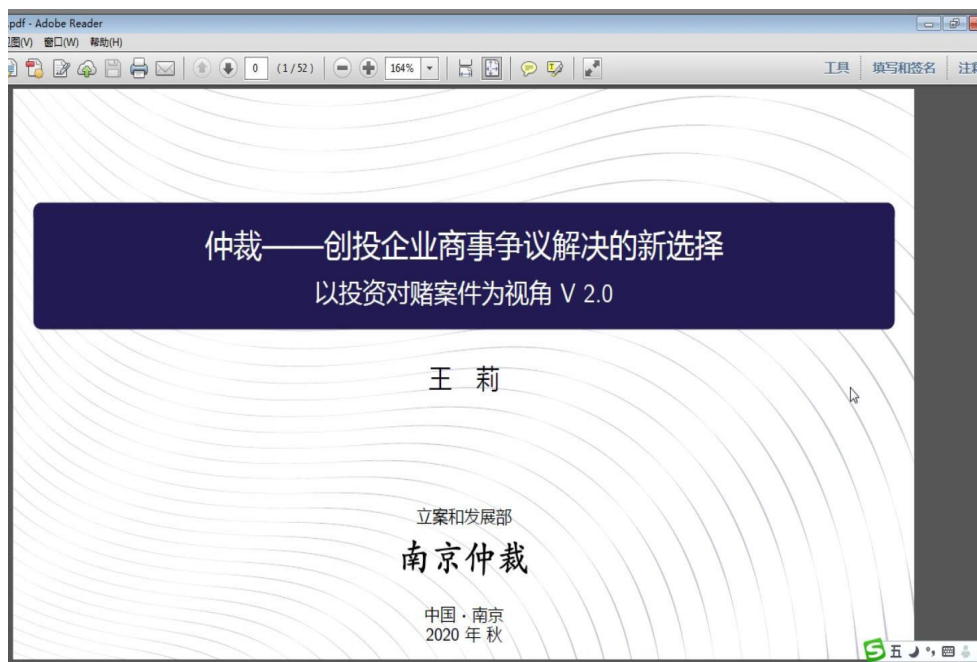 .pdf - Adobe Reader
视图(V) 窗口(W) 帮助(H)
0 (1 / 52) 164% 工具 填写和签名 注释
仲裁——创投企业商事争议解决的新选择
以投资对赌案件为视角 V 2.0
王 莉
立案和发展部
南京仲裁
中国·南京
2020 年 秋
五